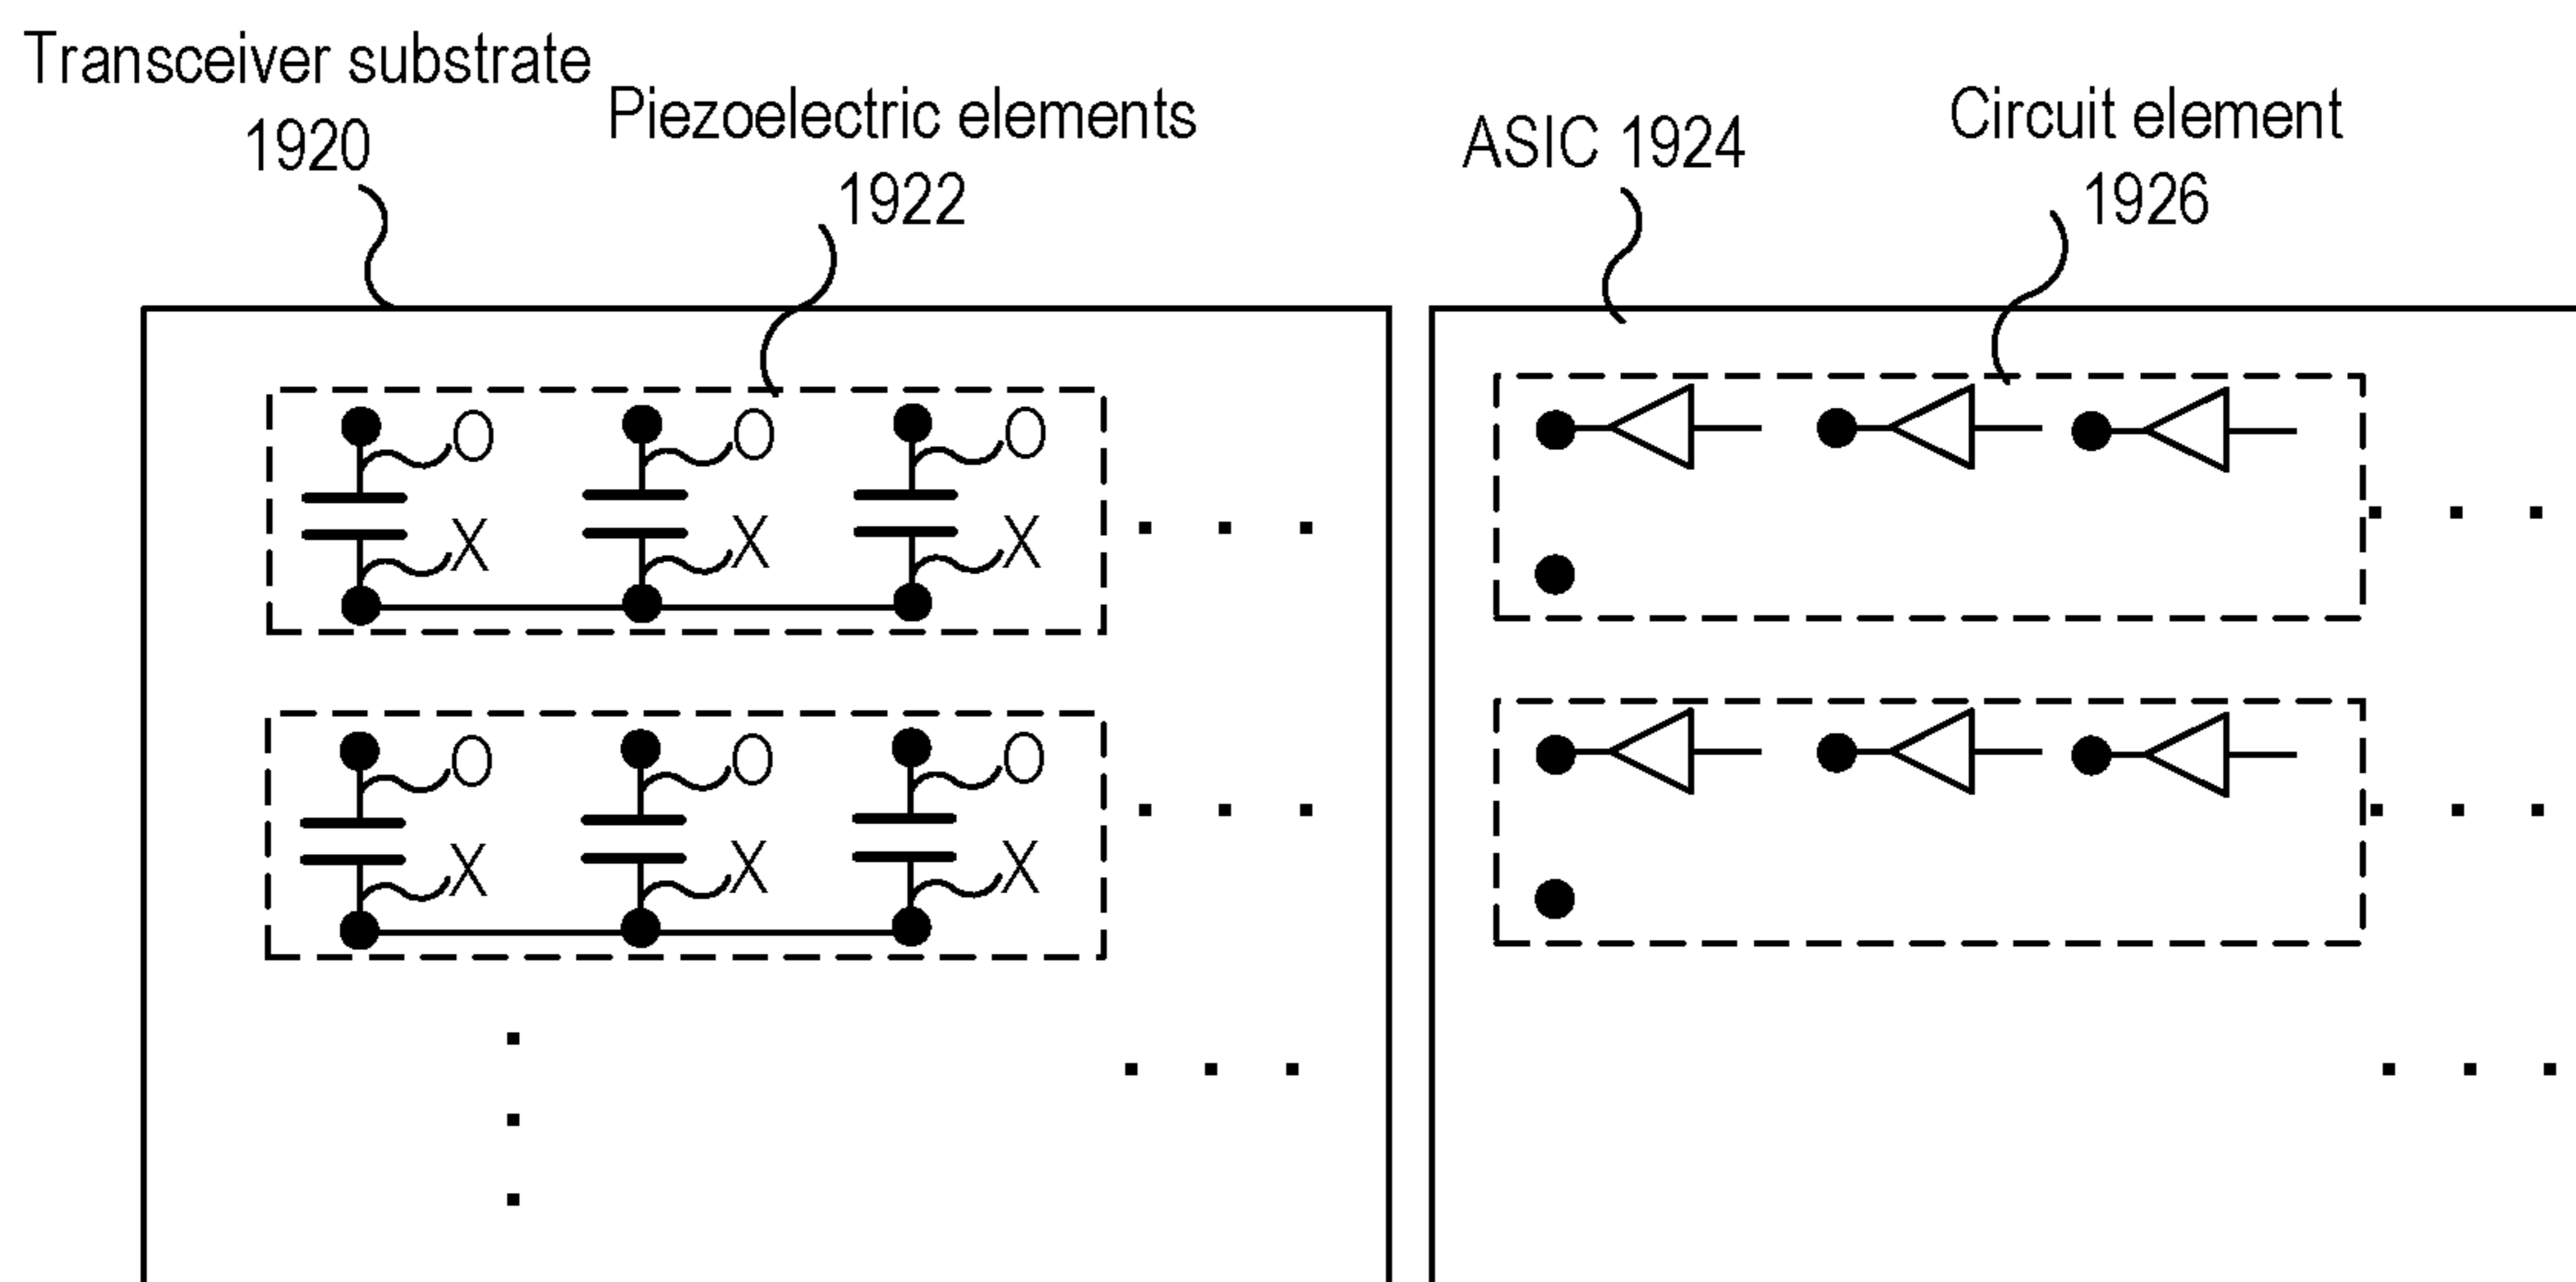 Transceiver substrate
1920
Piezoelectric elements
1922
ASIC 1924
Circuit element
1926
O O O
X X X
O O O
X X X